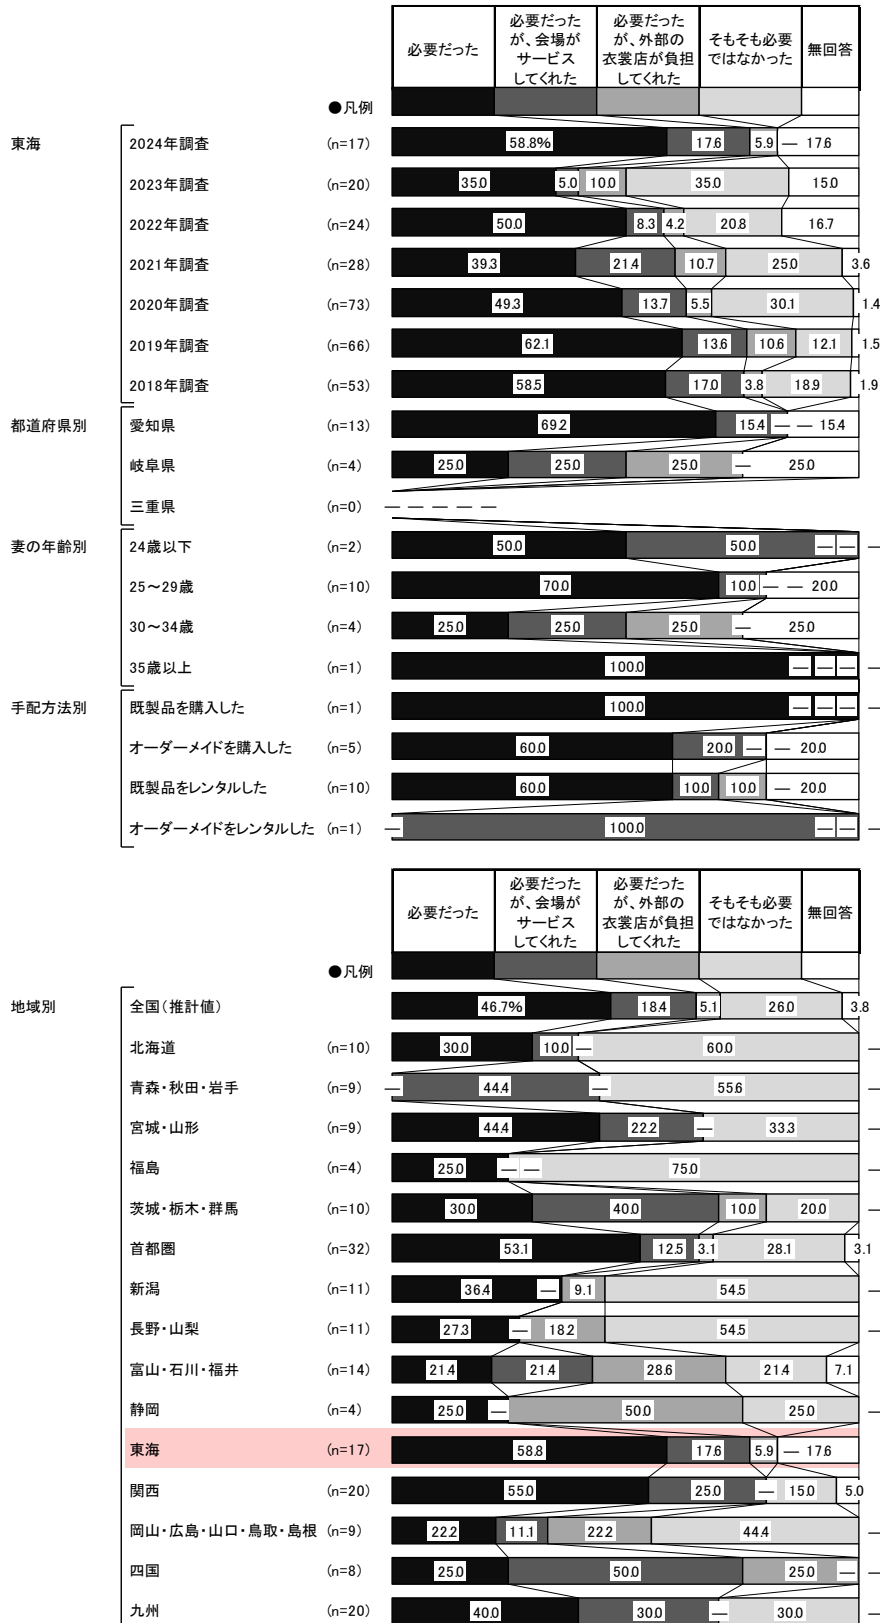 必要だった
必要だった
が、会場が
サービス
してくれた
必要だった
が、外部の
衣裳店が負担
してくれた
そもそも必要
ではなかった
無回答
●凡例
東海 2024年調査 (n=17) 58.8% 17.6 5.9 — 17.6
2023年調査 (n=20) 35.0 5.0 10.0 35.0 15.0
2022年調査 (n=24) 50.0 8.3 4.2 20.8 16.7
2021年調査 (n=28) 39.3 21.4 10.7 25.0 3.6
2020年調査 (n=73) 49.3 13.7 5.5 30.1 1.4
2019年調査 (n=66) 62.1 13.6 10.6 12.1 1.5
2018年調査 (n=53) 58.5 17.0 3.8 18.9 1.9
都道府県別 愛知県 (n=13) 69.2 15.4 — — 15.4
岐阜県 (n=4) 25.0 25.0 25.0 — 25.0
三重県 (n=0) — — — — —
妻の年齢別 24歳以下 (n=2) 50.0 50.0 — — —
25～29歳 (n=10) 70.0 10.0 — — 20.0
30～34歳 (n=4) 25.0 25.0 25.0 — 25.0
35歳以上 (n=1) 100.0 — — — —
手配方法別 既製品を購入した (n=1) 100.0 — — — —
オーダーメイドを購入した (n=5) 60.0 20.0 — — 20.0
既製品をレンタルした (n=10) 60.0 10.0 10.0 — 20.0
オーダーメイドをレンタルした (n=1) — 100.0 — — —
必要だった
必要だった
が、会場が
サービス
してくれた
必要だった
が、外部の
衣裳店が負担
してくれた
そもそも必要
ではなかった
無回答
●凡例
地域別 全国（推計値） 46.7% 18.4 5.1 26.0 3.8
北海道 (n=10) 30.0 10.0 — 60.0 —
青森・秋田・岩手 (n=9) — 44.4 — 55.6 —
宮城・山形 (n=9) 44.4 22.2 — 33.3 —
福島 (n=4) 25.0 — — 75.0 —
茨城・栃木・群馬 (n=10) 30.0 40.0 10.0 20.0 —
首都圏 (n=32) 53.1 12.5 3.1 28.1 3.1
新潟 (n=11) 36.4 — 9.1 54.5 —
長野・山梨 (n=11) 27.3 — 18.2 54.5 —
富山・石川・福井 (n=14) 21.4 21.4 28.6 21.4 7.1
静岡 (n=4) 25.0 — 50.0 25.0 —
東海 (n=17) 58.8 17.6 5.9 — 17.6
関西 (n=20) 55.0 25.0 — 15.0 5.0
岡山・広島・山口・鳥取・島根 (n=9) 22.2 11.1 22.2 44.4 —
四国 (n=8) 25.0 50.0 25.0 — —
九州 (n=20) 40.0 30.0 — 30.0 —